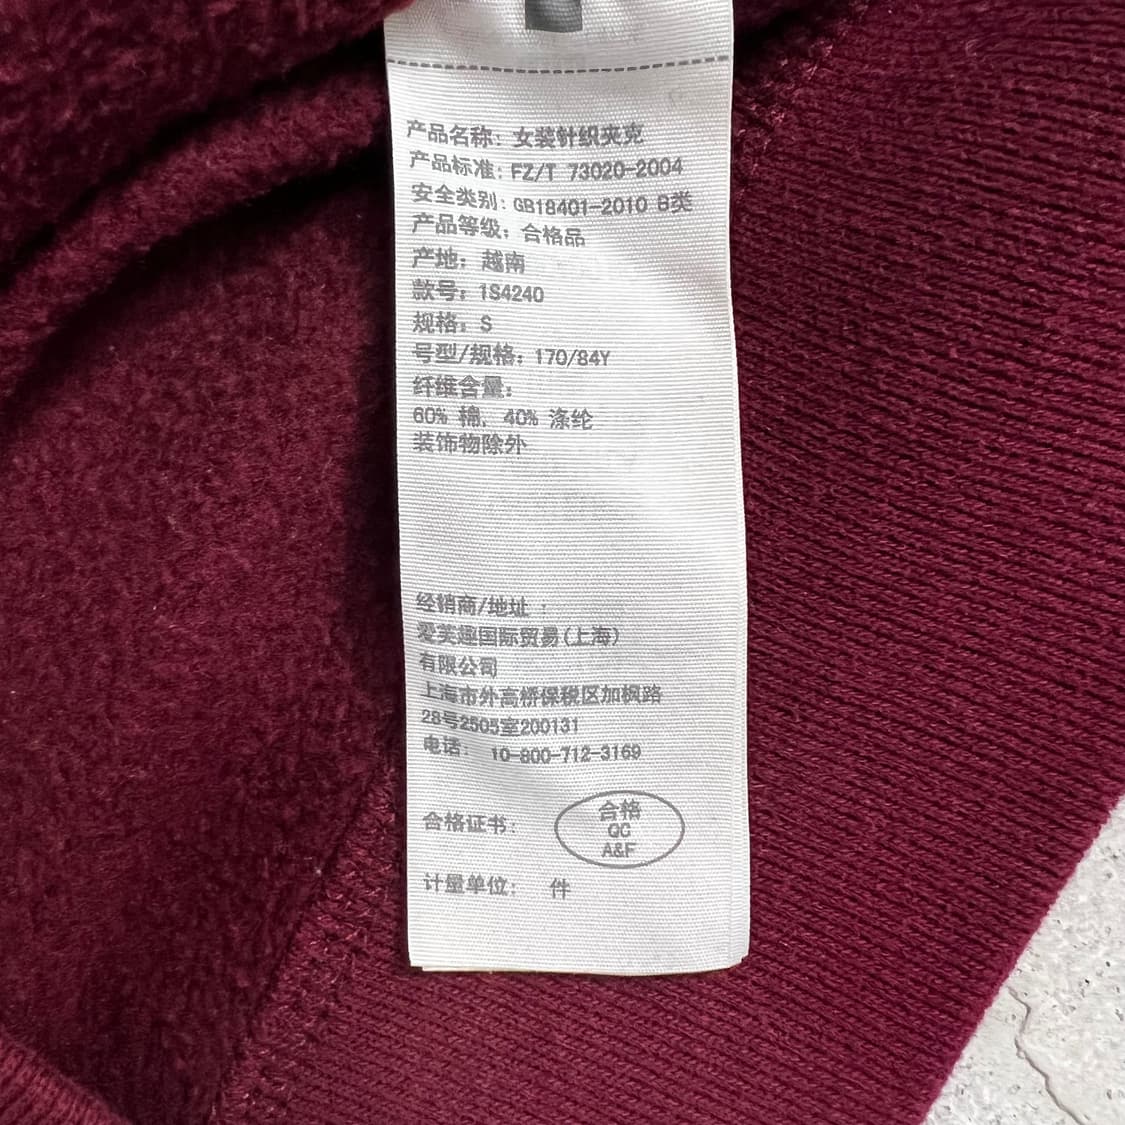 产品名称：女装针织夹克
产品标准：FZ/T 73020-2004
安全类别：GB18401-2010 B类
产品等级：合格品
产地：越南
款号：1S4240
规格：S
号型/规格：170/84Y
纤维含量：
60% 棉, 40% 涤纶
装饰物除外
经销商/地址 ：
爱芙趣国际贸易(上海)
有限公司
上海市外高桥保税区加枫路
28号2505室200131
电话： 10-800-712-3169
合格证书：
合格
QC
A&F
计量单位： 件